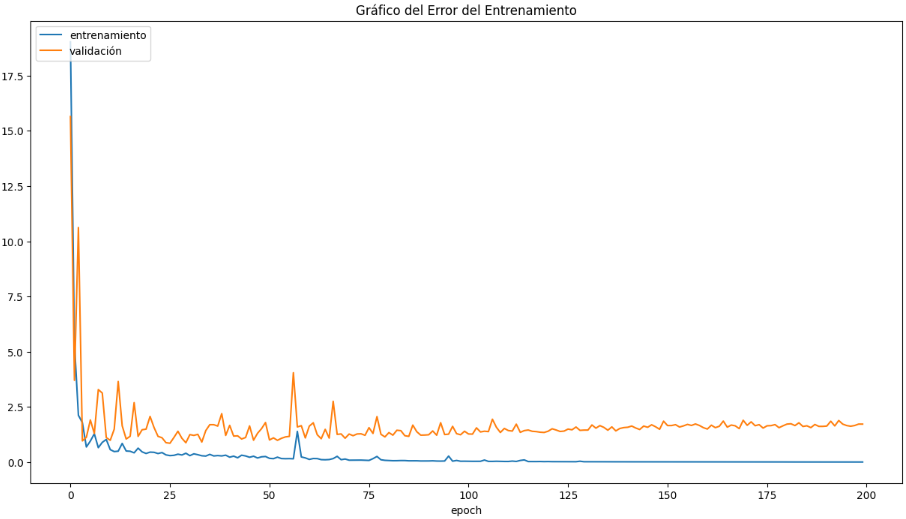 Gráfico del Error del Entrenamiento
entrenamiento
validación
17.5
15.0
12.5
10.0
7.5
5.0
2.5
0.0
0 25 50 75 100 125 150 175 200
epoch